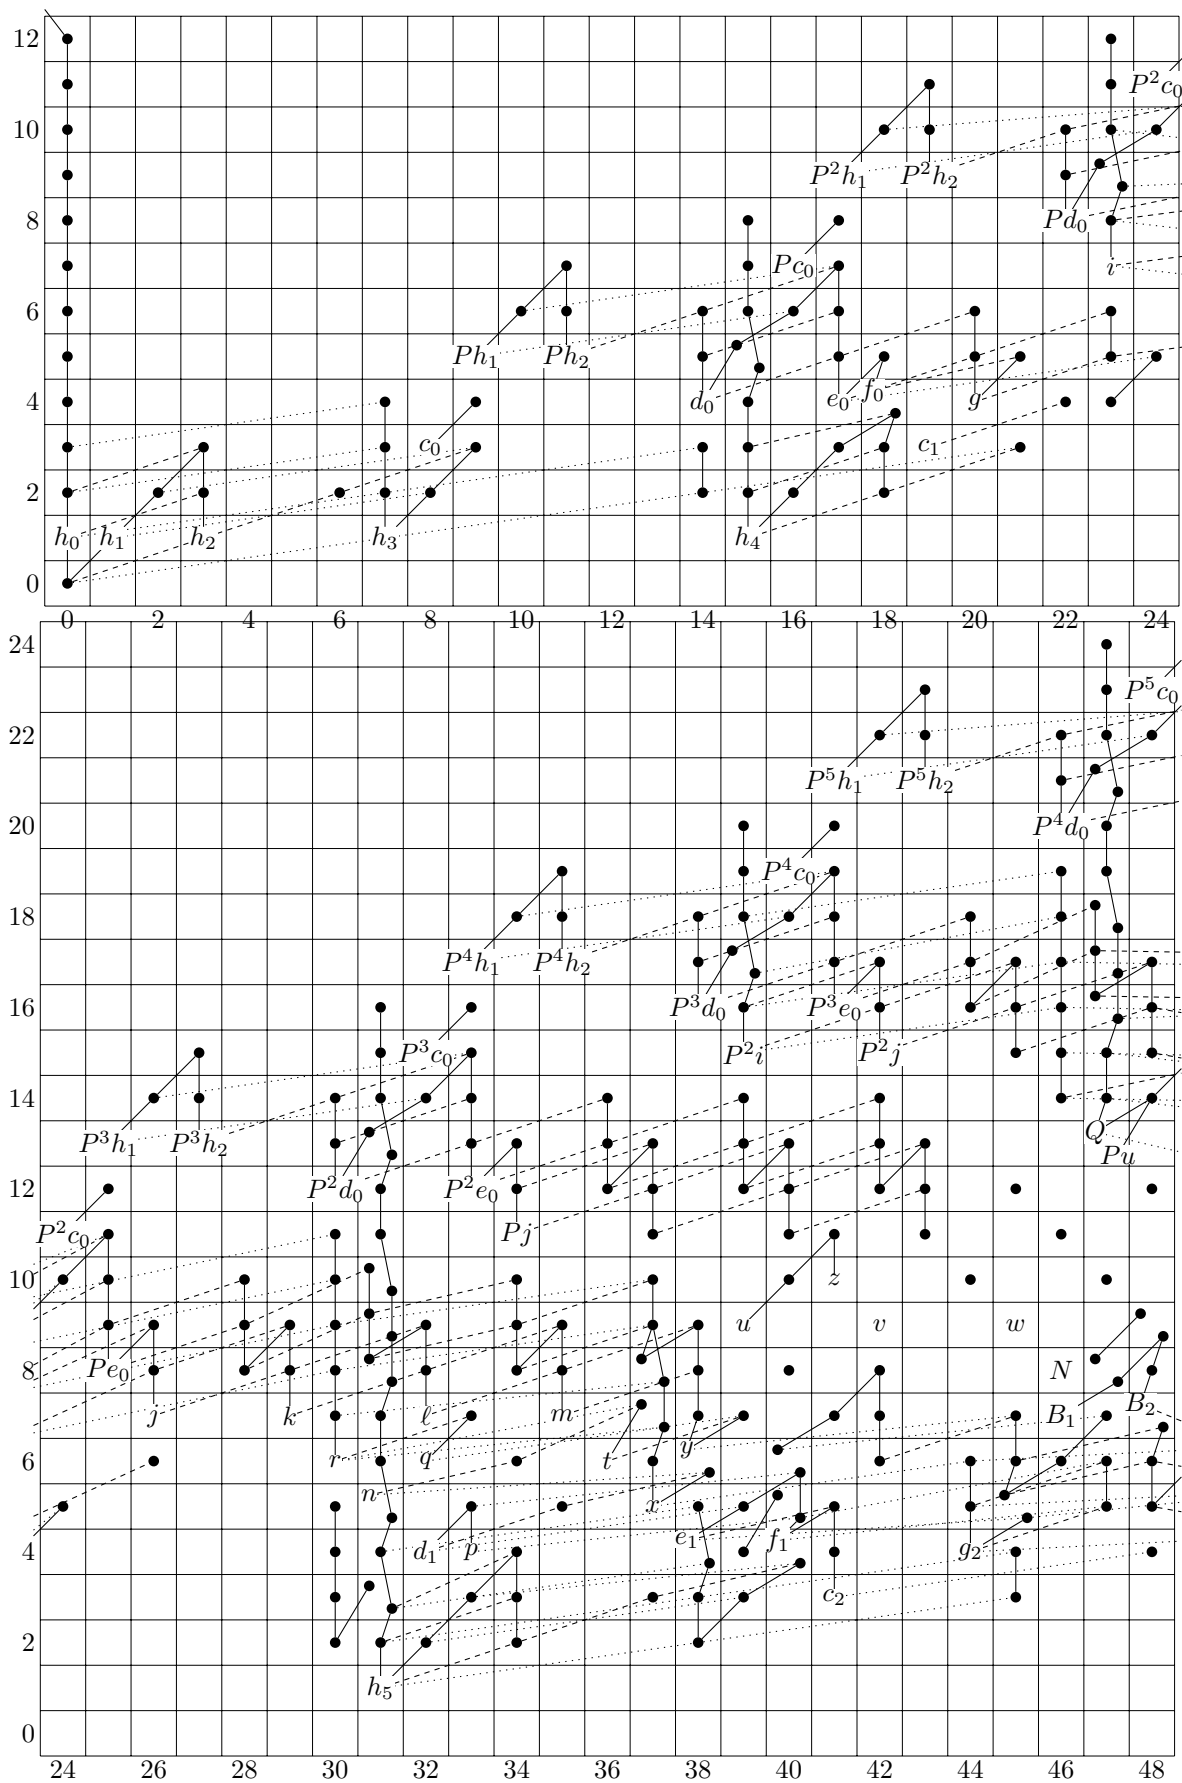 12
P²c₀
10
P²h₁ P²h₂
8 Pd₀
Pc₀ i
6
Ph₁ Ph₂
4 d₀ e₀ f₀ g
c₀ c₁
2
h₀ h₁ h₂ h₃ h₄
0
0 2 4 6 8 10 12 14 16 18 20 22 24
24
P⁵c₀
22
P⁵h₁ P⁵h₂
20 P⁴d₀
P⁴c₀
18
P⁴h₁ P⁴h₂
16 P³d₀ P³e₀
P³c₀ P²i P²j
14
P³h₁ P³h₂ Q
Pu
12 P²d₀ P²e₀
P²c₀ Pj
10 z
u v w
8 Pe₀ N
j k ℓ m B₁ B₂
6 r q t y
n x
4 d₁ p e₁ f₁ g₂
c₂
2
h₅
0
24 26 28 30 32 34 36 38 40 42 44 46 48